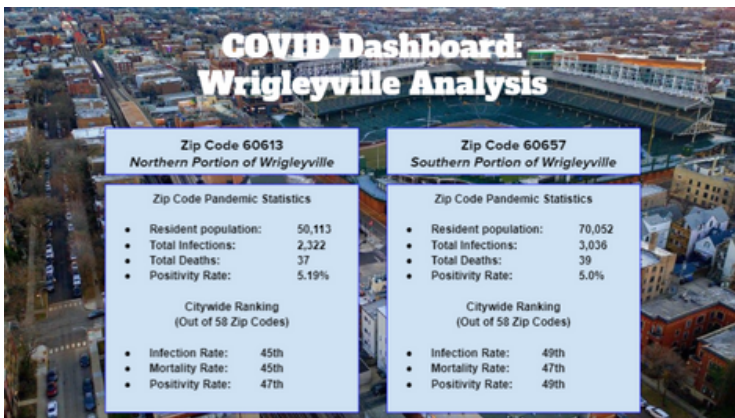 COVID Dashboard:
Wrigleyville Analysis
Zip Code 60613
Northern Portion of Wrigleyville
Zip Code Pandemic Statistics
• Resident population: 50,113
• Total Infections: 2,322
• Total Deaths: 37
• Positivity Rate: 5.19%
Citywide Ranking
(Out of 58 Zip Codes)
• Infection Rate: 45th
• Mortality Rate: 45th
• Positivity Rate: 47th
Zip Code 60657
Southern Portion of Wrigleyville
Zip Code Pandemic Statistics
• Resident population: 70,052
• Total Infections: 3,036
• Total Deaths: 39
• Positivity Rate: 5.0%
Citywide Ranking
(Out of 58 Zip Codes)
• Infection Rate: 49th
• Mortality Rate: 47th
• Positivity Rate: 49th